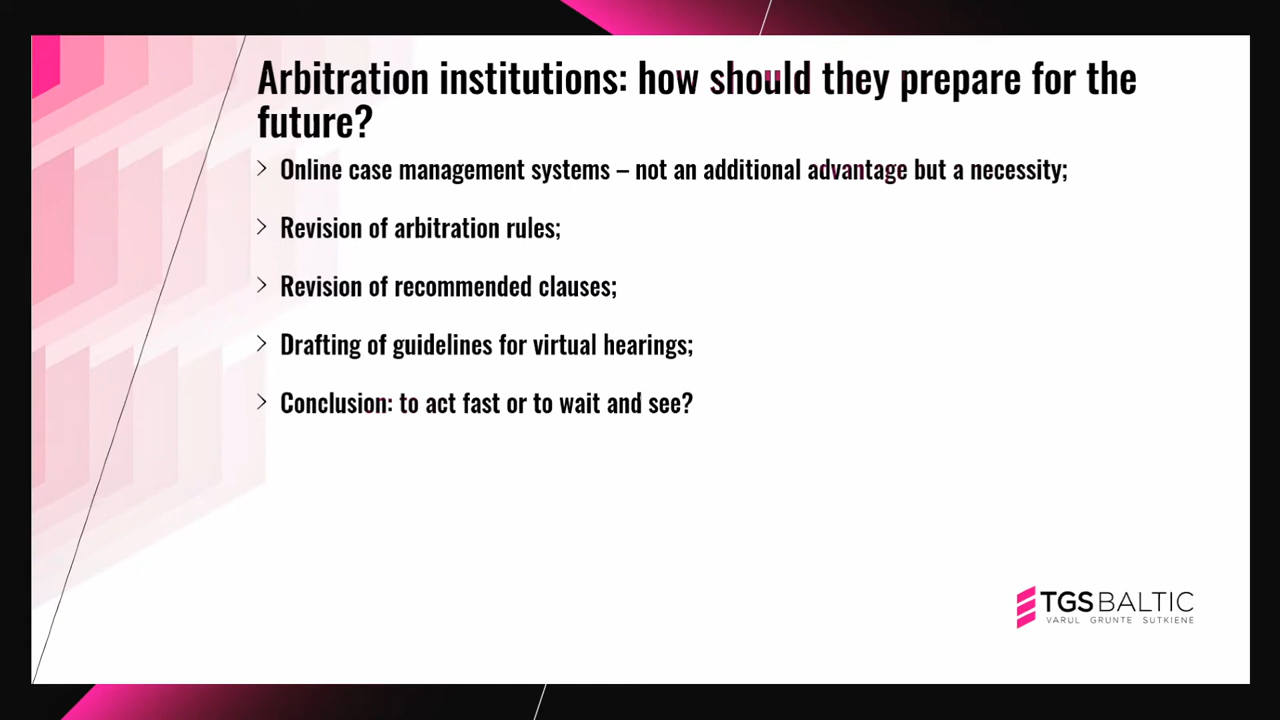 Arbitration institutions: how should they prepare for the
future?
> Online case management systems – not an additional advantage but a necessity;
> Revision of arbitration rules;
> Revision of recommended clauses;
> Drafting of guidelines for virtual hearings;
> Conclusion: to act fast or to wait and see?
TGS BALTIC
VARUL GRUNTE SUTKIENE